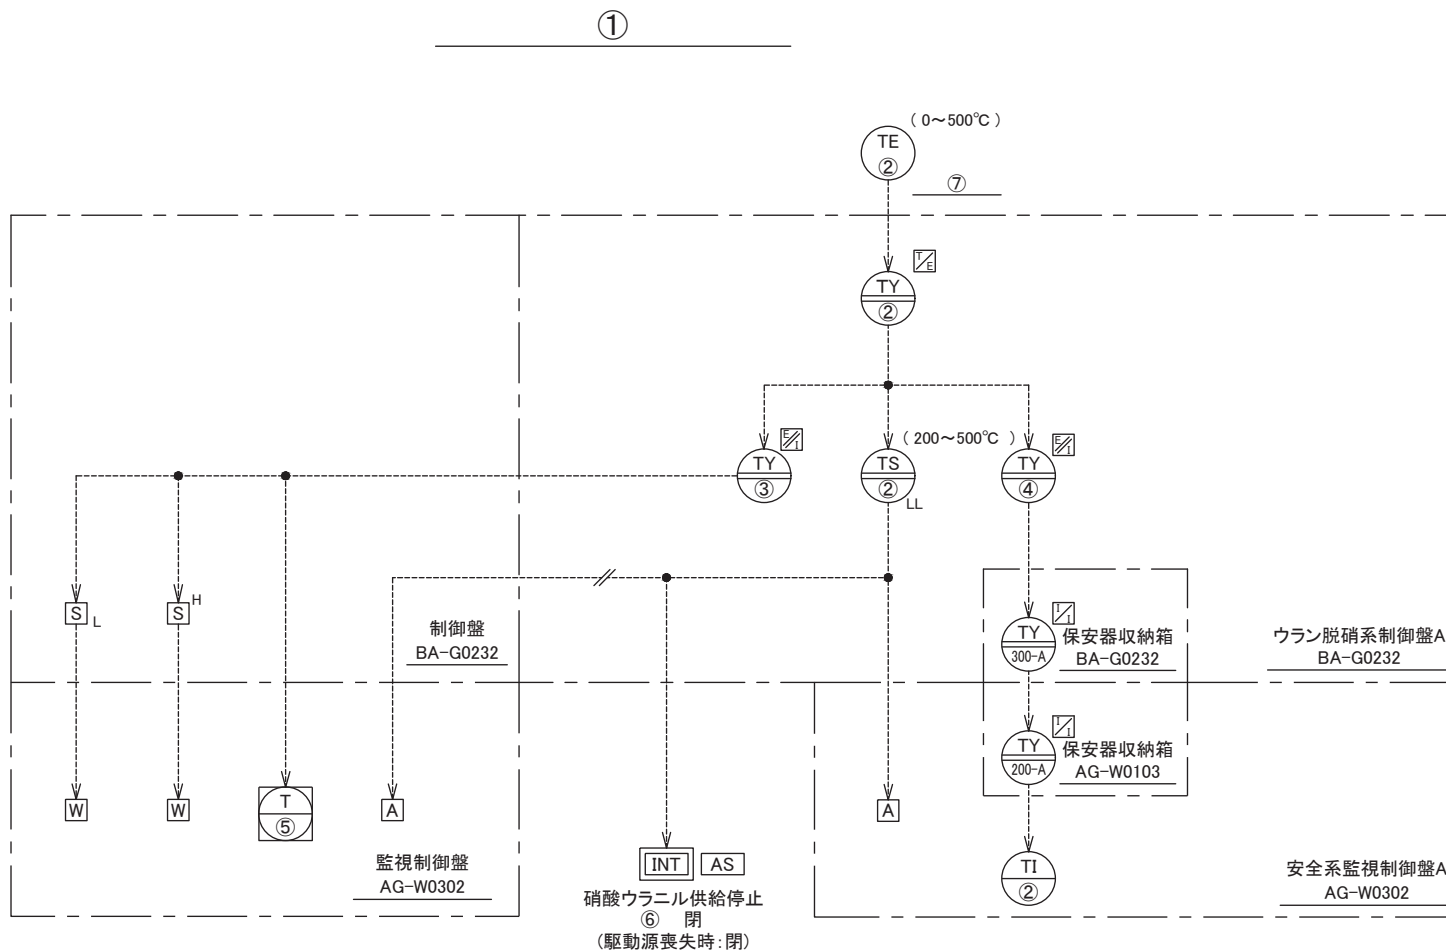 ①
（ 0～500℃ ）
TE
②
⑦
T/E
TY
②
E/I
TY
③
（ 200～500℃ ）
TS
②
LL
E/I
TY
④
S
L
S
H
制御盤
BA-G0232
I/I
TY
300-A
保安器収納箱
BA-G0232
ウラン脱硝系制御盤A
BA-G0232
I/I
TY
200-A
保安器収納箱
AG-W0103
W
W
T
⑤
A
A
監視制御盤
AG-W0302
INT
AS
硝酸ウラニル供給停止
⑥ 閉
(駆動源喪失時：閉)
TI
②
安全系監視制御盤A
AG-W0302